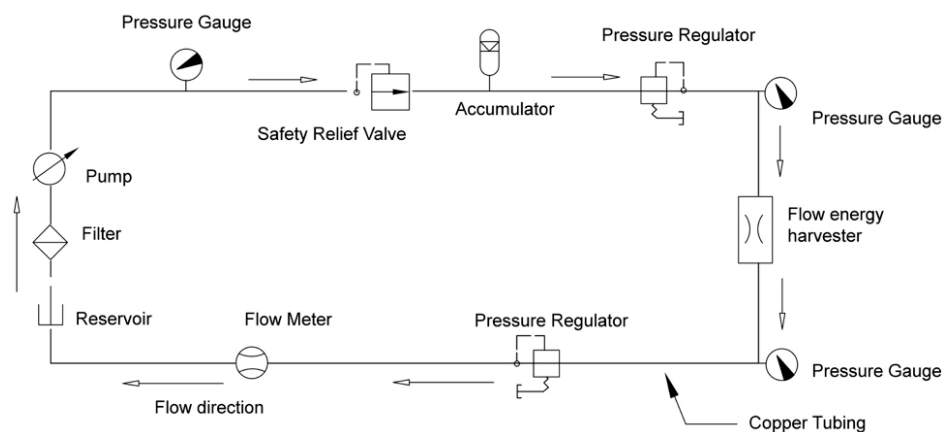 Pressure Gauge
Pressure Regulator
Safety Relief Valve
Accumulator
Pressure Gauge
Pump
Filter
Flow energy
harvester
Reservoir
Flow Meter
Pressure Regulator
Pressure Gauge
Flow direction
Copper Tubing